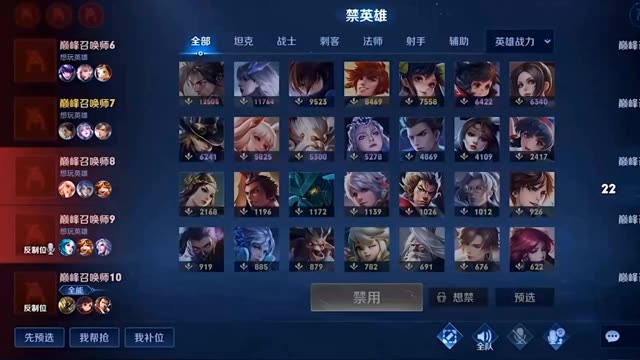 禁英雄
全部 坦克 战士 刺客 法师 射手 辅助 英雄战力
巅峰召唤师6
想玩英雄
巅峰召唤师7
想玩英雄
巅峰召唤师8
想玩英雄
巅峰召唤师9
想玩英雄
反制位
巅峰召唤师10
全能
反制位
12505 11764 9523 8469 7558 6422 6340
6241 5825 5300 5278 4869 4109 2417
2168 1196 1172 1139 1026 1012 926
919 885 879 782 691 676 622
22
禁用 想禁 预选
先预选 我帮抢 我补位
全队